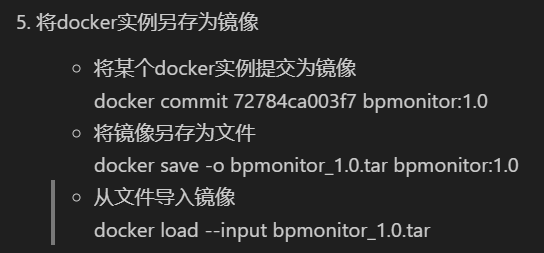 5. 将docker实例另存为镜像
将某个docker实例提交为镜像
docker commit 72784ca003f7 bpmonitor:1.0
将镜像另存为文件
docker save -o bpmonitor_1.0.tar bpmonitor:1.0
从文件导入镜像
docker load --input bpmonitor_1.0.tar